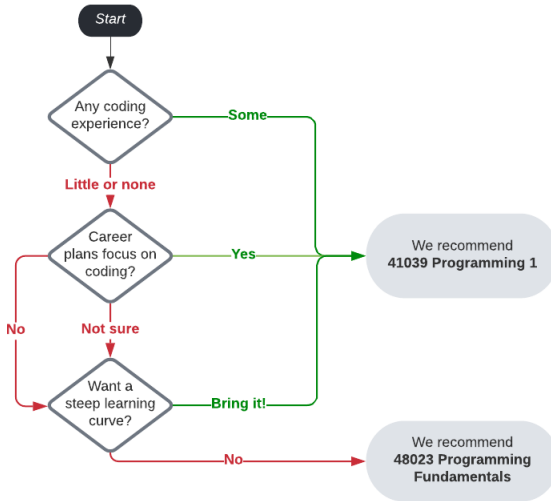 Start
Any coding
experience?
Some
Little or none
Career
plans focus on
coding?
Yes
We recommend
41039 Programming 1
No
Not sure
Want a
steep learning
curve?
Bring it!
No
We recommend
48023 Programming
Fundamentals